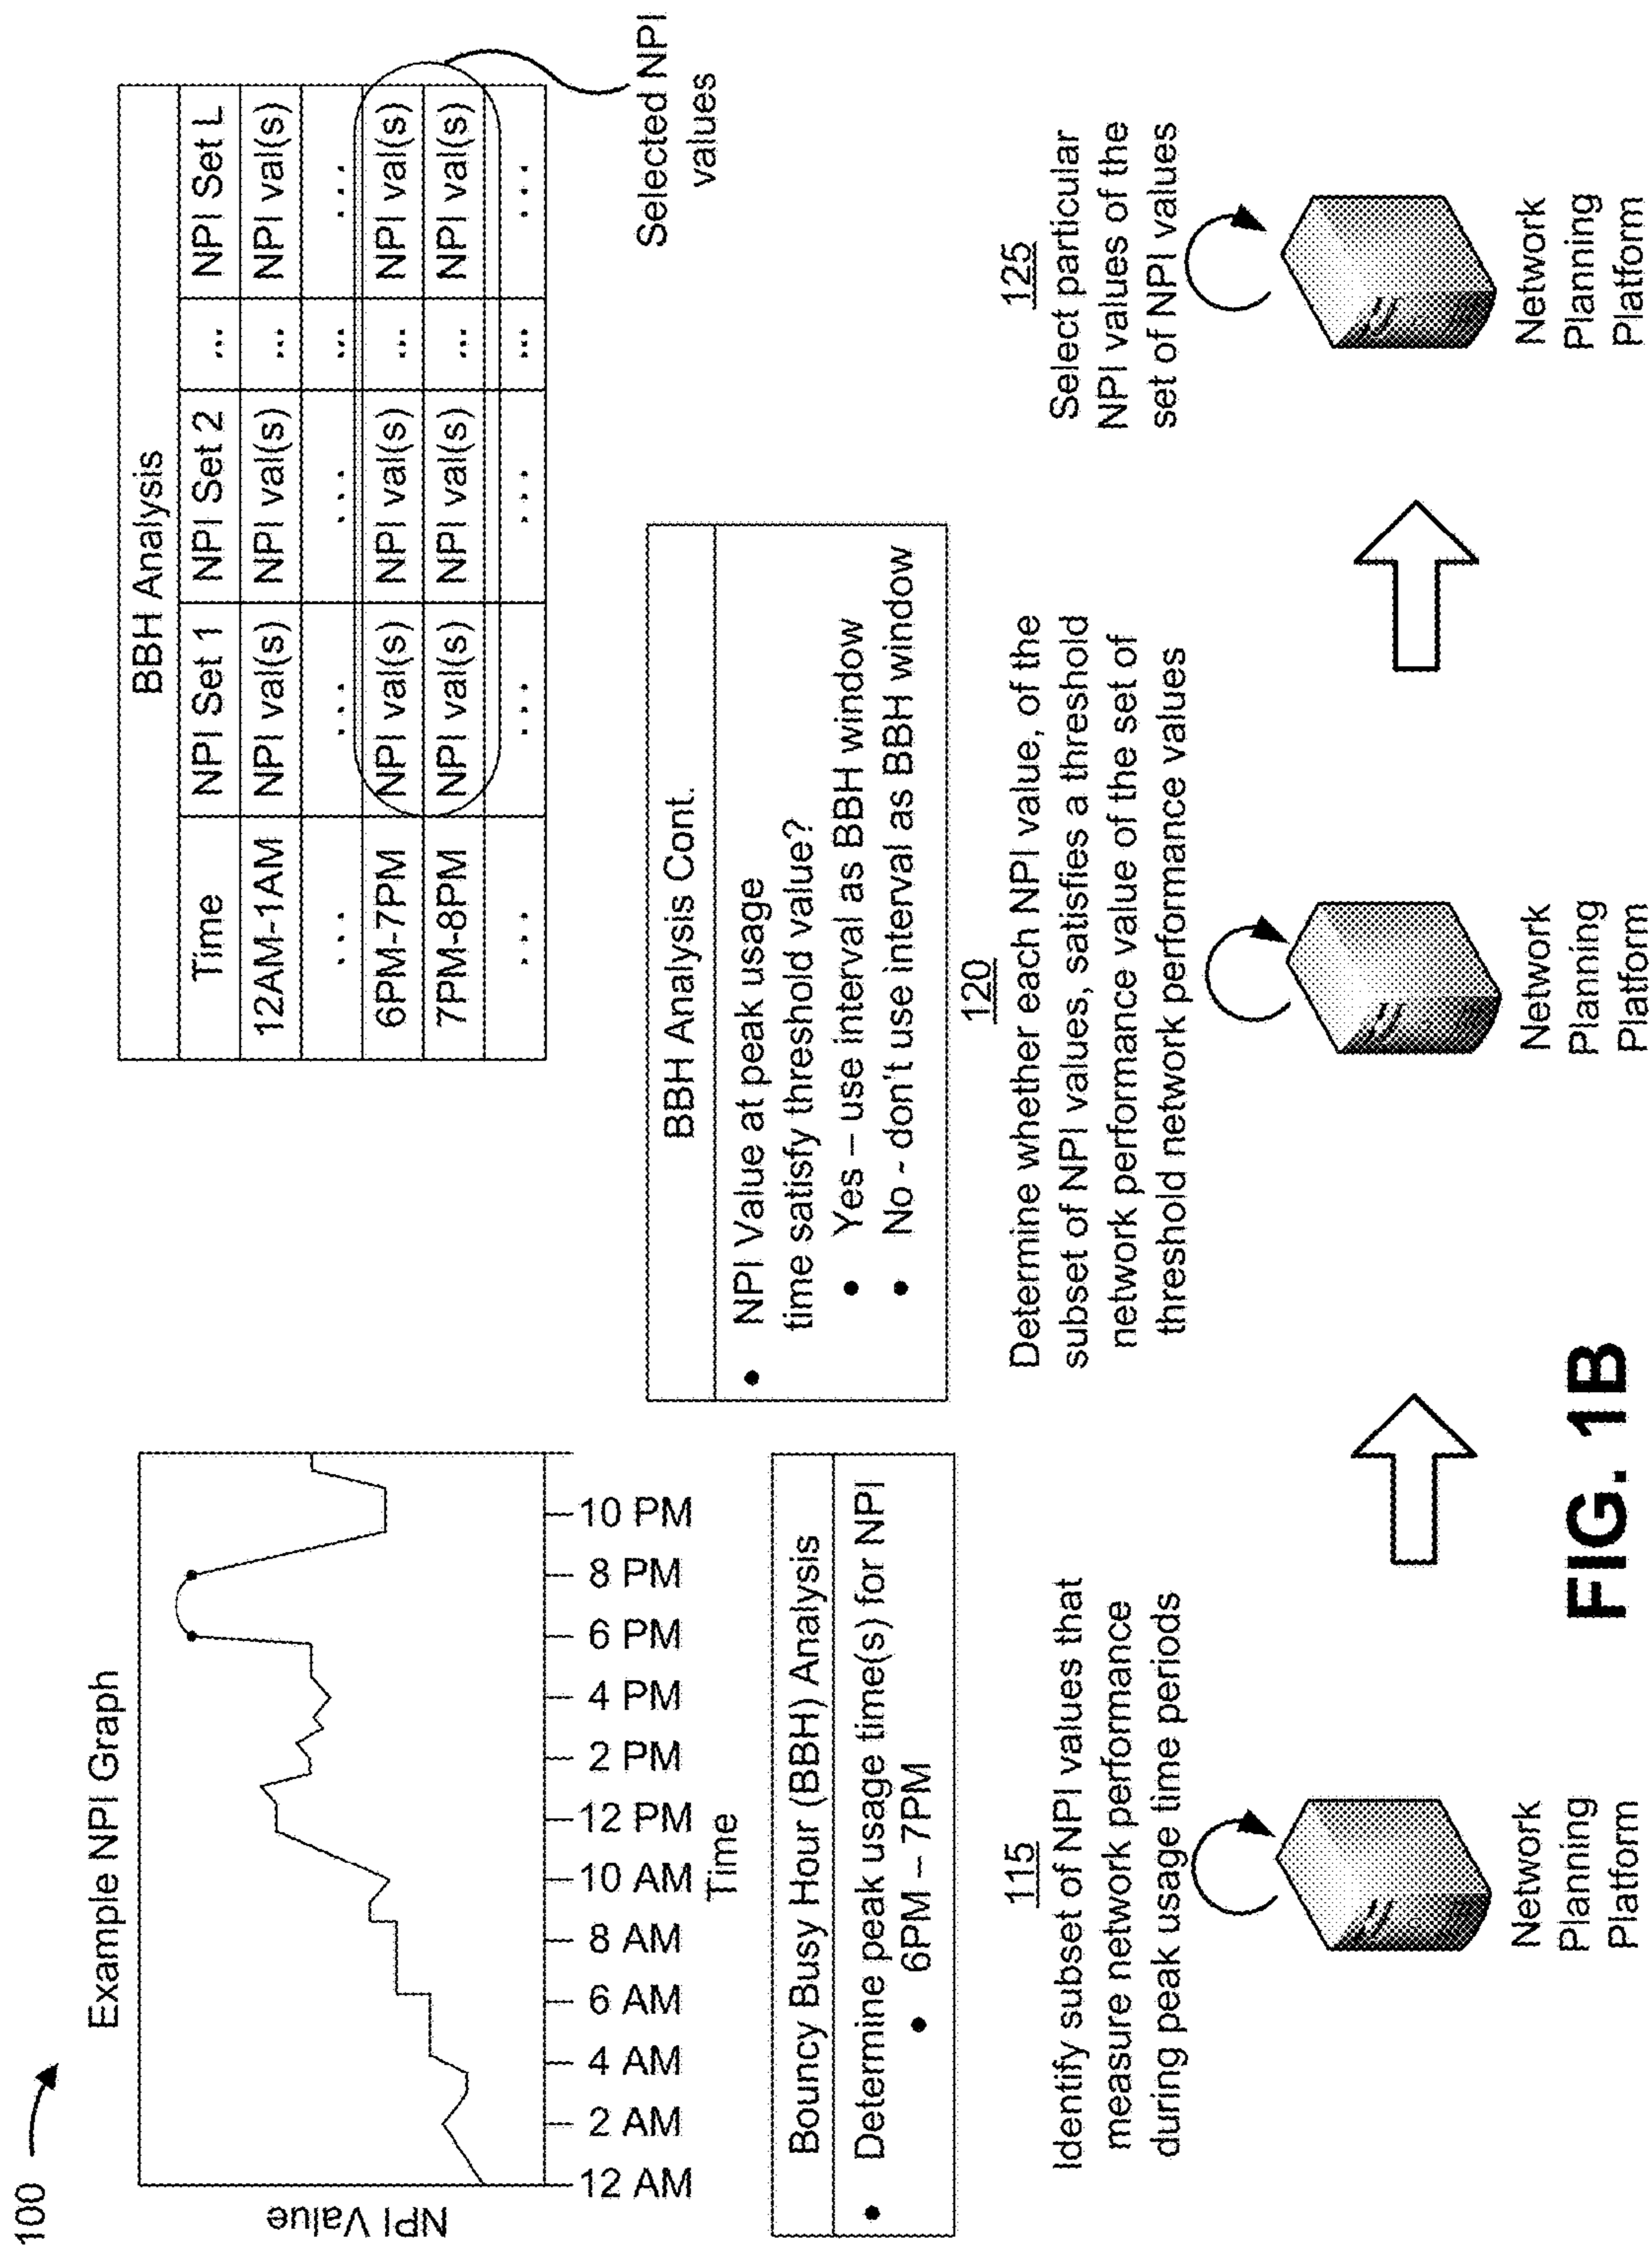 100
Example NPI Graph
NPI Value
12 AM
2 AM
4 AM
6 AM
8 AM
10 AM
12 PM
2 PM
4 PM
6 PM
8 PM
10 PM
Time
Bouncy Busy Hour (BBH) Analysis
• Determine peak usage time(s) for NPI
• 6PM – 7PM
115
Identify subset of NPI values that
measure network performance
during peak usage time periods
Network
Planning
Platform
BBH Analysis Cont.
• NPI Value at peak usage
time satisfy threshold value?
• Yes – use interval as BBH window
• No - don't use interval as BBH window
120
Determine whether each NPI value, of the
subset of NPI values, satisfies a threshold
network performance value of the set of
threshold network performance values
Network
Planning
Platform
BBH Analysis
Time NPI Set 1 NPI Set 2 ... NPI Set L
12AM-1AM NPI val(s) NPI val(s) ... NPI val(s)
... ... ... ... ...
6PM-7PM NPI val(s) NPI val(s) ... NPI val(s)
7PM-8PM NPI val(s) NPI val(s) ... NPI val(s)
... ... ... ... ...
Selected NPI
values
125
Select particular
NPI values of the
set of NPI values
Network
Planning
Platform
FIG. 1B